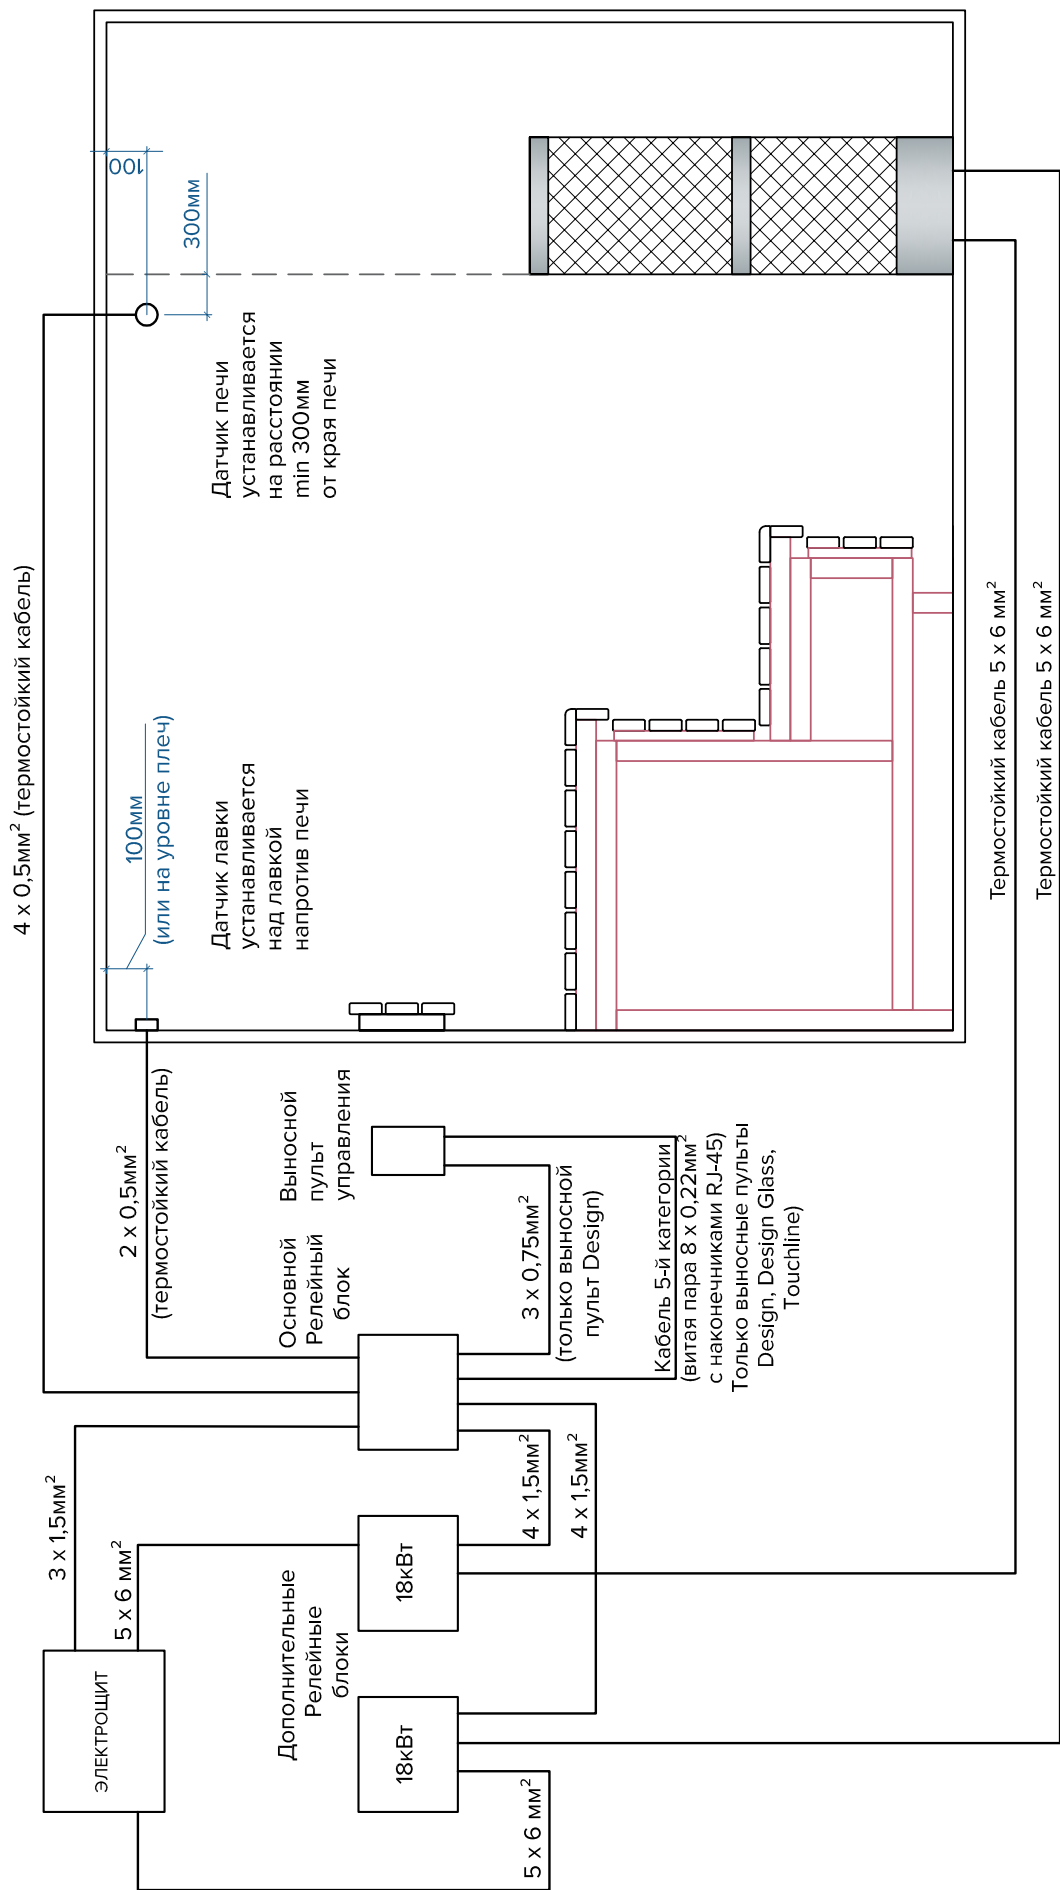 4 x 0,5мм² (термостойкий кабель)
100
300мм
Датчик печи
устанавливается
на расстоянии
min 300мм
от края печи
100мм
(или на уровне плеч)
Датчик лавки
устанавливается
над лавкой
напротив печи
2 x 0,5мм²
(термостойкий кабель)
Выносной
пульт
управления
Основной
Релейный
блок
3 x 0,75мм²
(только выносной
пульт Design)
Кабель 5-й категории
(витая пара 8 x 0,22мм²
с наконечниками RJ-45)
Только выносные пульты
Design, Design Glass,
Touchline)
3 x 1,5мм²
5 x 6 мм²
4 x 1,5мм²
4 x 1,5мм²
ЭЛЕКТРОЩИТ
Дополнительные
Релейные
блоки
18кВт
18кВт
5 x 6 мм²
Термостойкий кабель 5 x 6 мм²
Термостойкий кабель 5 x 6 мм²